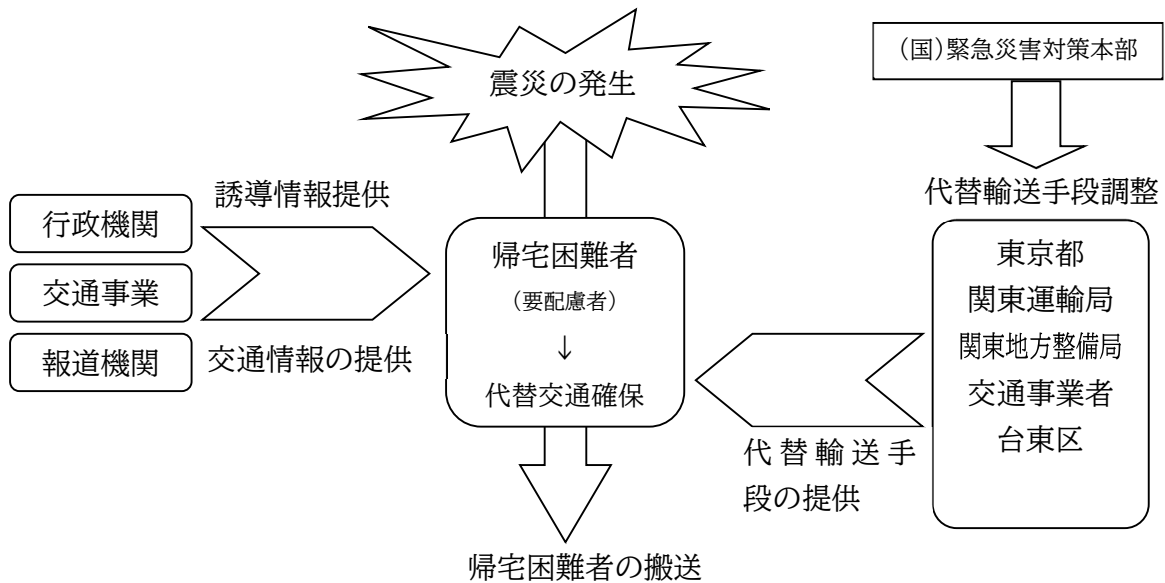 震災の発生
（国）緊急災害対策本部
誘導情報提供
行政機関
交通事業
報道機関
交通情報の提供
帰宅困難者
（要配慮者）
↓
代替交通確保
代替輸送手段調整
東京都
関東運輸局
関東地方整備局
交通事業者
台東区
代替輸送手
段の提供
帰宅困難者の搬送